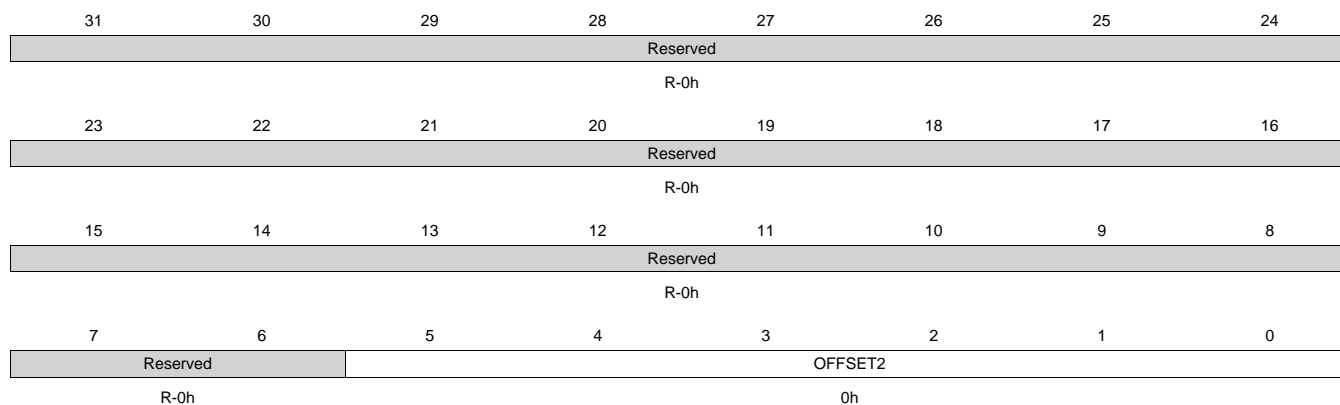 31 30 29 28 27 26 25 24
Reserved
R-0h
23 22 21 20 19 18 17 16
Reserved
R-0h
15 14 13 12 11 10 9 8
Reserved
R-0h
7 6 5 4 3 2 1 0
Reserved OFFSET2
R-0h 0h